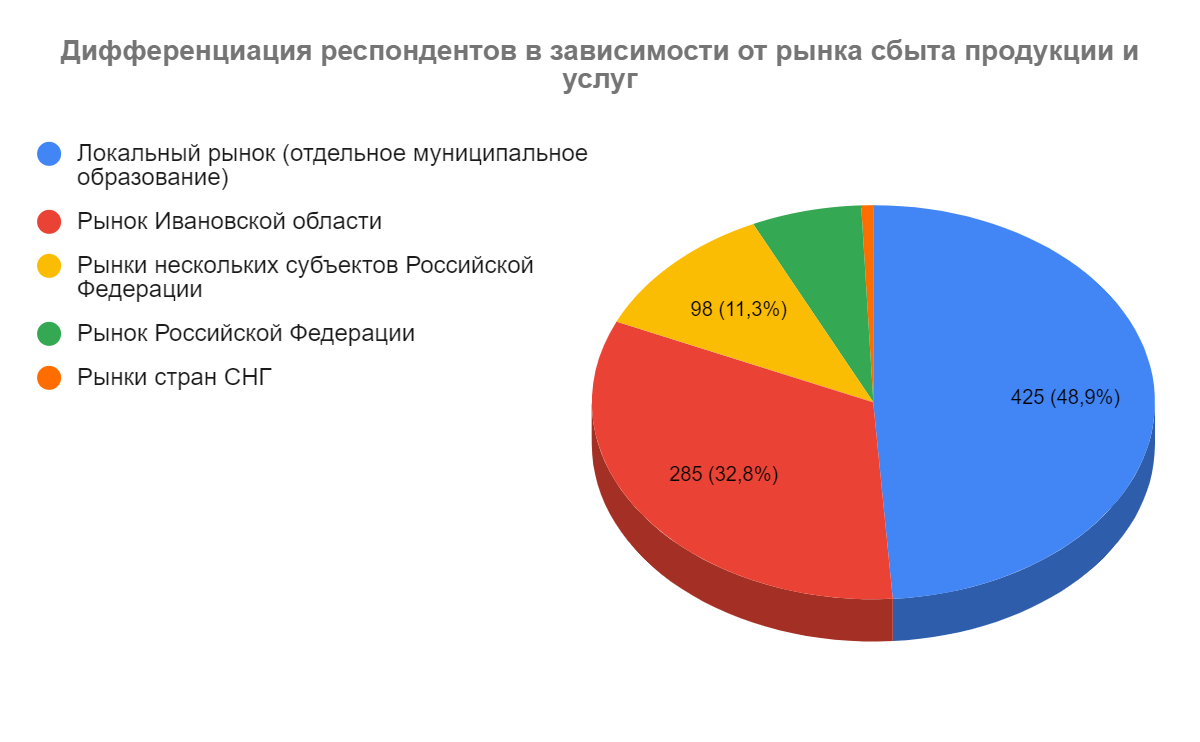 Дифференциация респондентов в зависимости от рынка сбыта продукции и
услуг
Локальный рынок (отдельное муниципальное
образование)
Рынок Ивановской области
Рынки нескольких субъектов Российской
Федерации
Рынок Российской Федерации
Рынки стран СНГ
98 (11,3%)
425 (48,9%)
285 (32,8%)